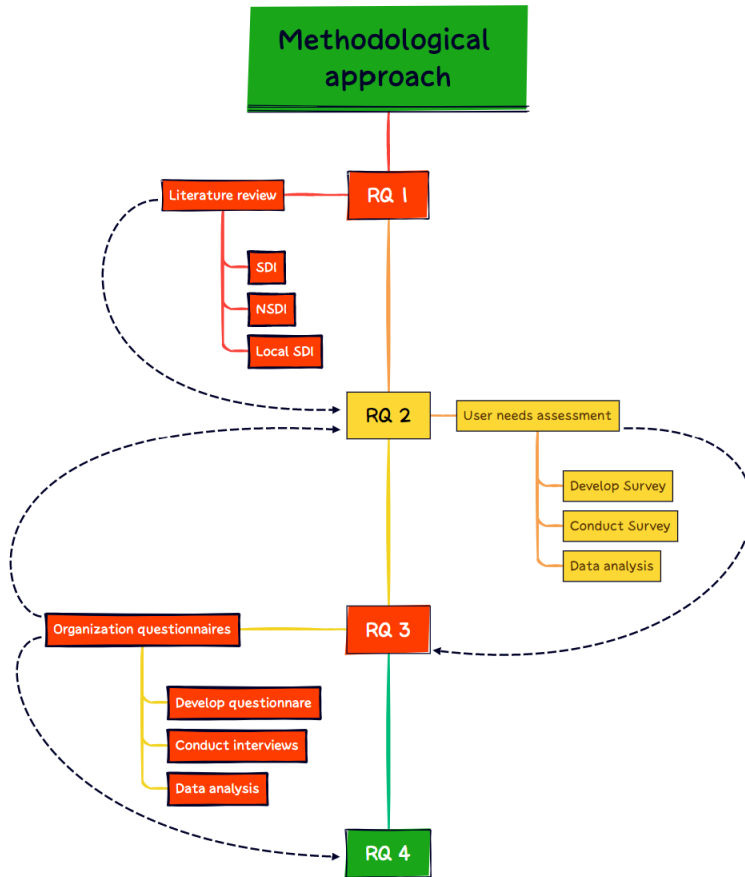 Methodological
approach
Literature review
RQ 1
SDI
NSDI
Local SDI
RQ 2
User needs assessment
Develop Survey
Conduct Survey
Data analysis
Organization questionnaires
RQ 3
Develop questionnare
Conduct interviews
Data analysis
RQ 4